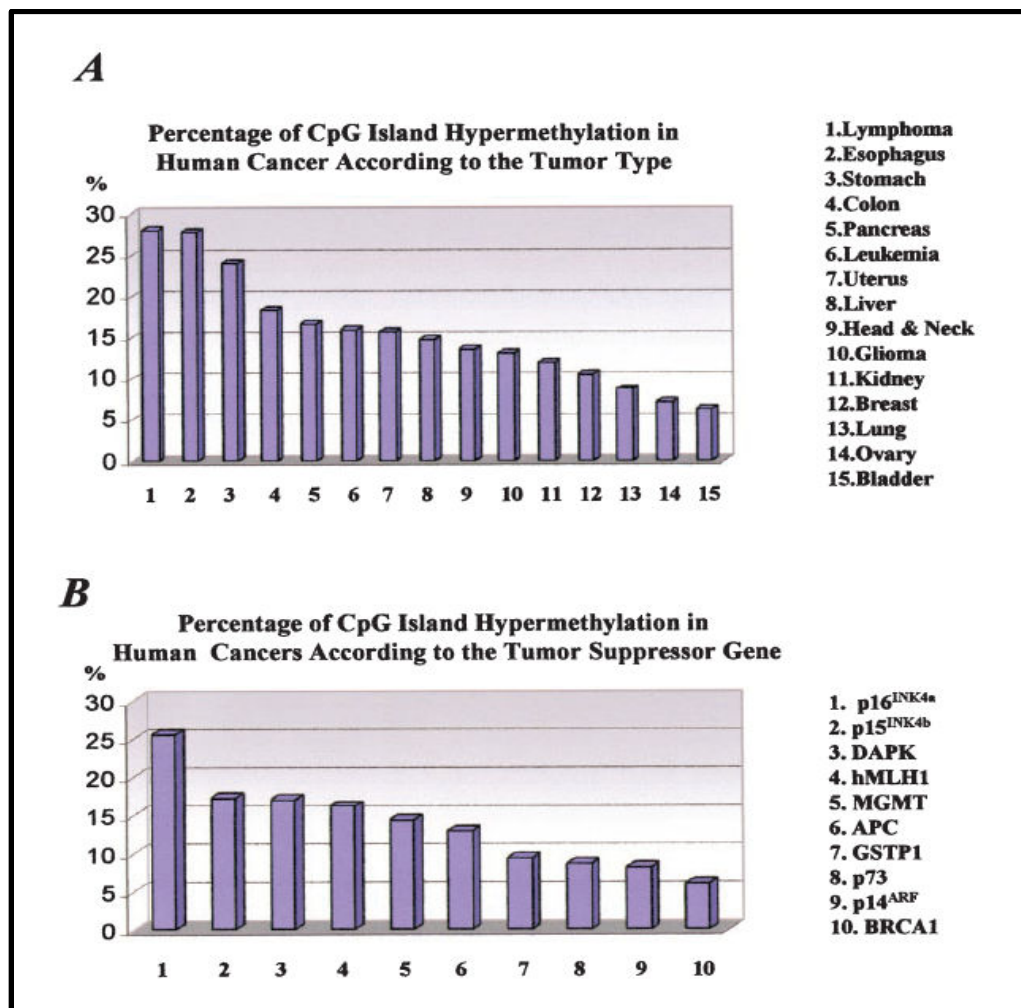 A
Percentage of CpG Island Hypermethylation in
Human Cancer According to the Tumor Type
%
30
25
20
15
10
5
0
1 2 3 4 5 6 7 8 9 10 11 12 13 14 15
1.Lymphoma
2.Esophagus
3.Stomach
4.Colon
5.Pancreas
6.Leukemia
7.Uterus
8.Liver
9.Head & Neck
10.Glioma
11.Kidney
12.Breast
13.Lung
14.Ovary
15.Bladder
B
Percentage of CpG Island Hypermethylation in
Human Cancers According to the Tumor Suppressor Gene
%
30
25
20
15
10
5
0
1 2 3 4 5 6 7 8 9 10
1. p16INK4a
2. p15INK4b
3. DAPK
4. hMLH1
5. MGMT
6. APC
7. GSTP1
8. p73
9. p14ARF
10. BRCA1